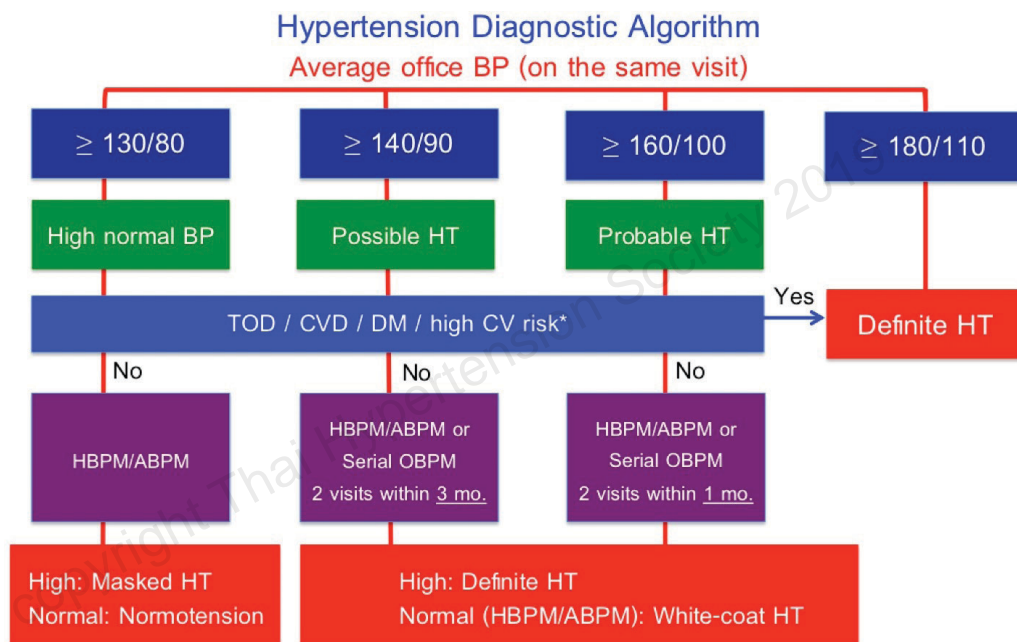 Hypertension Diagnostic Algorithm
Average office BP (on the same visit)
≥ 130/80
≥ 140/90
≥ 160/100
≥ 180/110
High normal BP
Possible HT
Probable HT
TOD / CVD / DM / high CV risk*
Yes
Definite HT
No
No
No
HBPM/ABPM
HBPM/ABPM or
Serial OBPM
2 visits within 3 mo.
HBPM/ABPM or
Serial OBPM
2 visits within 1 mo.
High: Masked HT
Normal: Normotension
High: Definite HT
Normal (HBPM/ABPM): White-coat HT
copyright Thai Hypertension Society 2019